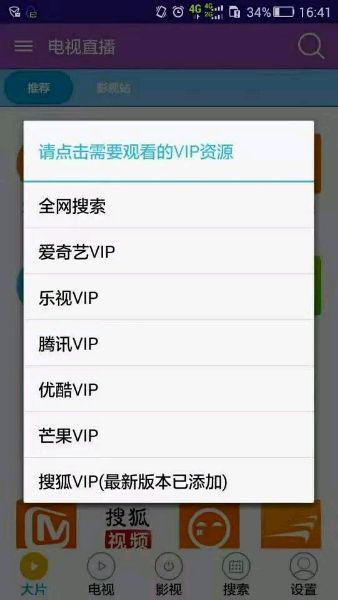 4G
4G
2G
34%
16:41
电视直播
推荐
影视站
请点击需要观看的VIP资源
全网搜索
爱奇艺VIP
乐视VIP
腾讯VIP
优酷VIP
芒果VIP
搜狐VIP(最新版本已添加)
搜狐
视频
大片
电视
影视
搜索
设置